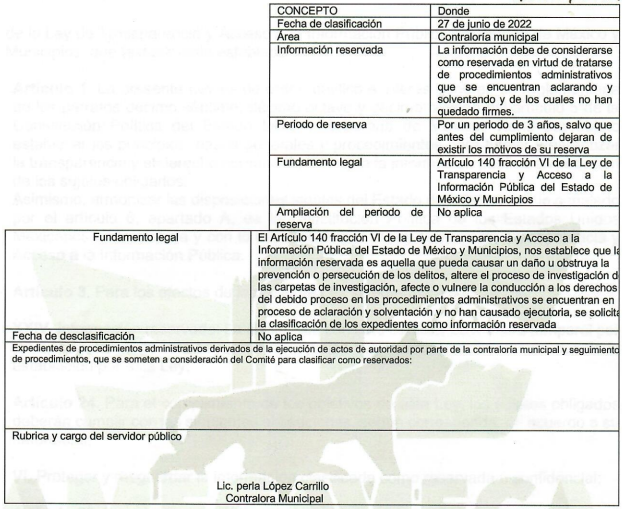 CONCEPTO Donde
Fecha de clasificación 27 de junio de 2022
Área Contraloría municipal
Información reservada La información debe de considerarse
como reservada en virtud de tratarse
de procedimientos administrativos
que se encuentran aclarando y
solventando y de los cuales no han
quedado firmes.
Periodo de reserva Por un periodo de 3 años, salvo que
antes del cumplimiento dejaran de
existir los motivos de su reserva
Fundamento legal Artículo 140 fracción VI de la Ley de
Transparencia y Acceso a la
Información Pública del Estado de
México y Municipios
Ampliación del periodo de No aplica
reserva
Fundamento legal El Artículo 140 fracción VI de la Ley de Transparencia y Acceso a la
Información Pública del Estado de México y Municipios, nos establece que la
información reservada es aquella que pueda causar un daño u obstruya la
prevención o persecución de los delitos, altere el proceso de investigación de
las carpetas de investigación, afecte o vulnere la conducción a los derechos
del debido proceso en los procedimientos administrativos se encuentran en
proceso de aclaración y solventación y no han causado ejecutoria, se solicita
la clasificación de los expedientes como información reservada
Fecha de desclasificación No aplica
Expedientes de procedimientos administrativos derivados de la ejecución de actos de autoridad por parte de la contraloría municipal y seguimiento
de procedimientos, que se someten a consideración del Comité para clasificar como reservados:
Rubrica y cargo del servidor público
Lic. perla López Carrillo
Contralora Municipal